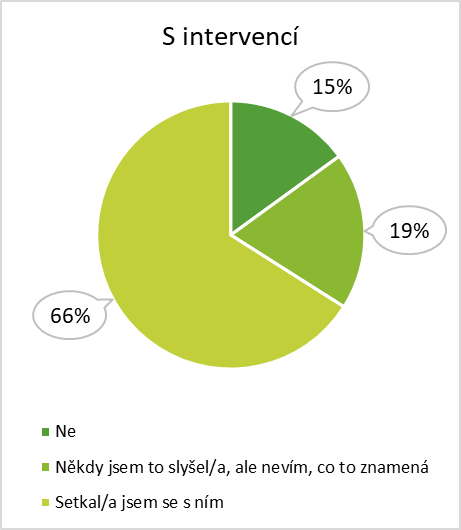 S intervencí
15%
19%
66%
Ne
Někdy jsem to slyšel/a, ale nevím, co to znamená
Setkal/a jsem se s ním